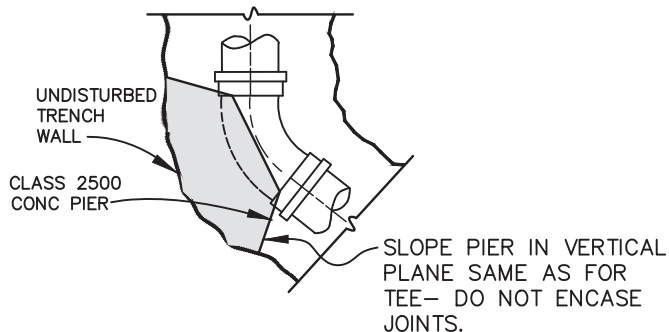 UNDISTURBED
TRENCH
WALL
CLASS 2500
CONC PIER
SLOPE PIER IN VERTICAL
PLANE SAME AS FOR
TEE– DO NOT ENCASE
JOINTS.